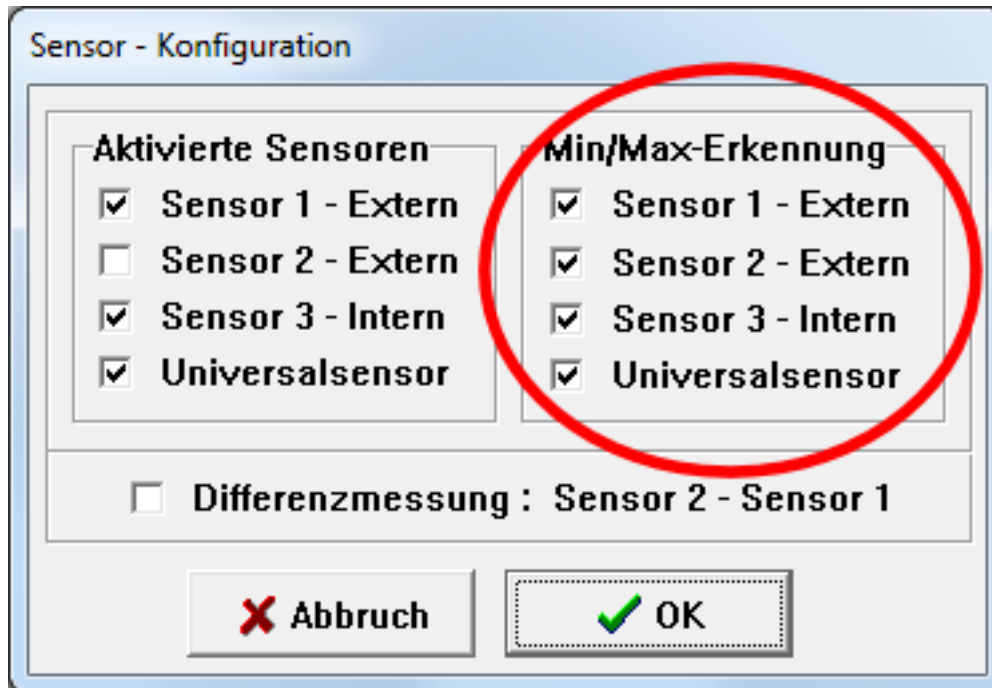 Sensor - Konfiguration
Aktivierte Sensoren
Sensor 1 - Extern
Sensor 2 - Extern
Sensor 3 - Intern
Universalsensor
Min/Max-Erkennung
Sensor 1 - Extern
Sensor 2 - Extern
Sensor 3 - Intern
Universalsensor
Differenzmessung : Sensor 2 - Sensor 1
Abbruch
OK